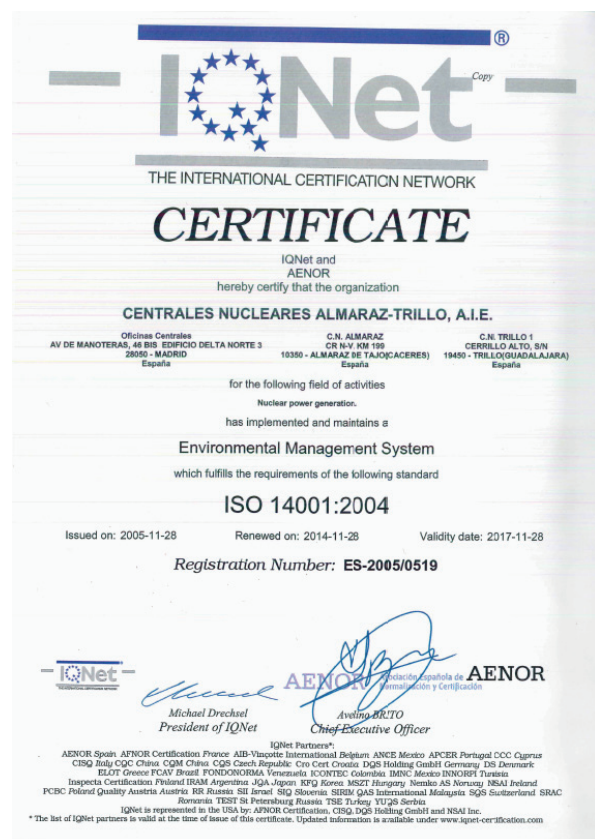 ®
IQNet
Copy
THE INTERNATIONAL CERTIFICATION NETWORK
CERTIFICATE
IQNet and
AENOR
hereby certify that the organization
CENTRALES NUCLEARES ALMARAZ-TRILLO, A.I.E.
Oficinas Centrales
AV DE MANOTERAS, 46 BIS EDIFICIO DELTA NORTE 3
28050 - MADRID
España
C.N. ALMARAZ
CR N-V. KM 199
10350 - ALMARAZ DE TAJO(CACERES)
España
C.N. TRILLO 1
CERRILLO ALTO, S/N
19450 - TRILLO(GUADALAJARA)
España
for the following field of activities
Nuclear power generation.
has implemented and maintains a
Environmental Management System
which fulfills the requirements of the following standard
ISO 14001:2004
Issued on: 2005-11-28 Renewed on: 2014-11-28 Validity date: 2017-11-28
Registration Number: ES-2005/0519
IQNet
AENOR Asociación Española de Normalización y Certificación
AENOR
Michael Drechsel
President of IQNet
Avelino BRITO
Chief Executive Officer
IQNet Partners*:
AENOR Spain AFNOR Certification France AIB-Vinçotte International Belgium ANCE Mexico APCER Portugal CCC Cyprus
CISQ Italy CQC China CQM China CQS Czech Republic Cro Cert Croatia DQS Holding GmbH Germany DS Denmark
ELOT Greece FCAV Brazil FONDONORMA Venezuela ICONTEC Colombia IMNC Mexico INNORPI Tunisia
Inspecta Certification Finland IRAM Argentina JQA Japan KFQ Korea MSZT Hungary Nemko AS Norway NSAI Ireland
PCBC Poland Quality Austria Austria RR Russia SII Israel SIQ Slovenia SIRIM QAS International Malaysia SQS Switzerland SRAC
Romania TEST St Petersburg Russia TSE Turkey YUQS Serbia
IQNet is represented in the USA by: AFNOR Certification, CISQ, DQS Holding GmbH and NSAI Inc.
* The list of IQNet partners is valid at the time of issue of this certificate. Updated information is available under www.iqnet-certification.com